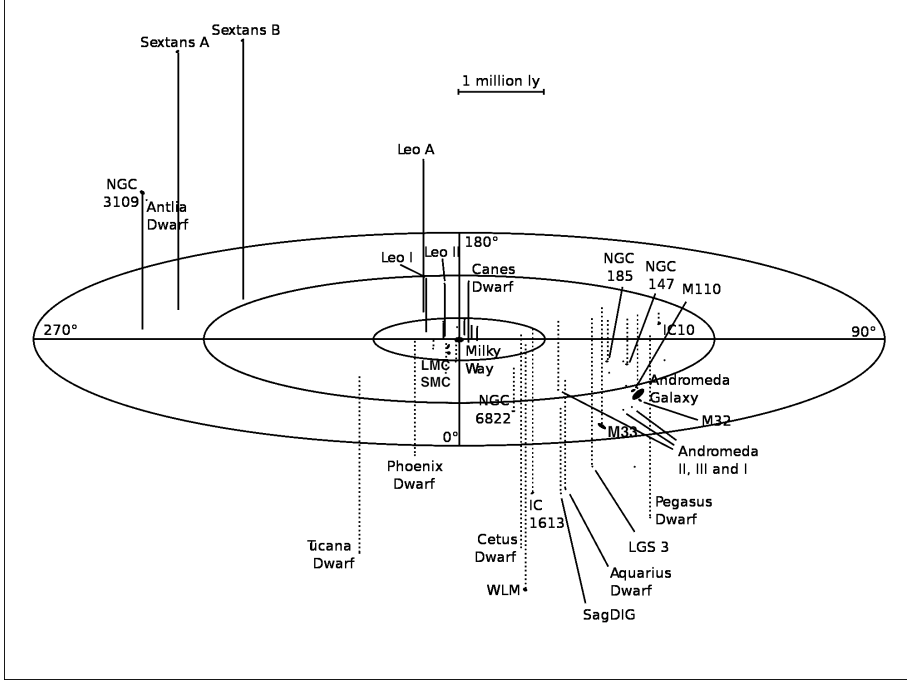 Sextans B
Sextans A
1 million ly
Leo A
NGC
3109
Antlia
Dwarf
180°
Leo I
Leo II
Canes
Dwarf
NGC
185
NGC
147
M110
270°
90°
IC10
Milky
Way
LMC
SMC
NGC
6822
Andromeda
Galaxy
M32
M33
0°
Andromeda
II, III and I
Phoenix
Dwarf
IC
1613
Pegasus
Dwarf
Tucana
Dwarf
Cetus
Dwarf
LGS 3
WLM
Aquarius
Dwarf
SagDIG